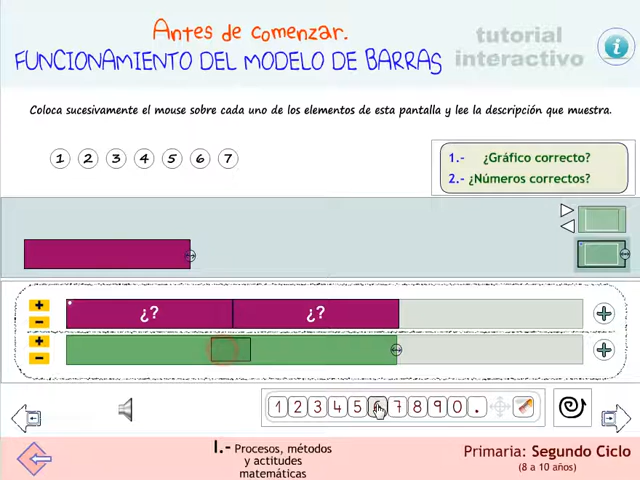 Antes de comenzar.
FUNCIONAMIENTO DEL MODELO DE BARRAS
tutorial
interactivo
i
Coloca sucesivamente el mouse sobre cada uno de los elementos de esta pantalla y lee la descripción que muestra.
1 2 3 4 5 6 7
1.- ¿Gráfico correcto?
2.- ¿Números correctos?
+ ¿? ¿? +
−
+ +
−
1 2 3 4 5 6 7 8 9 0 .
I.- Procesos, métodos
y actitudes
matemáticas
Primaria: Segundo Ciclo
(8 a 10 años)